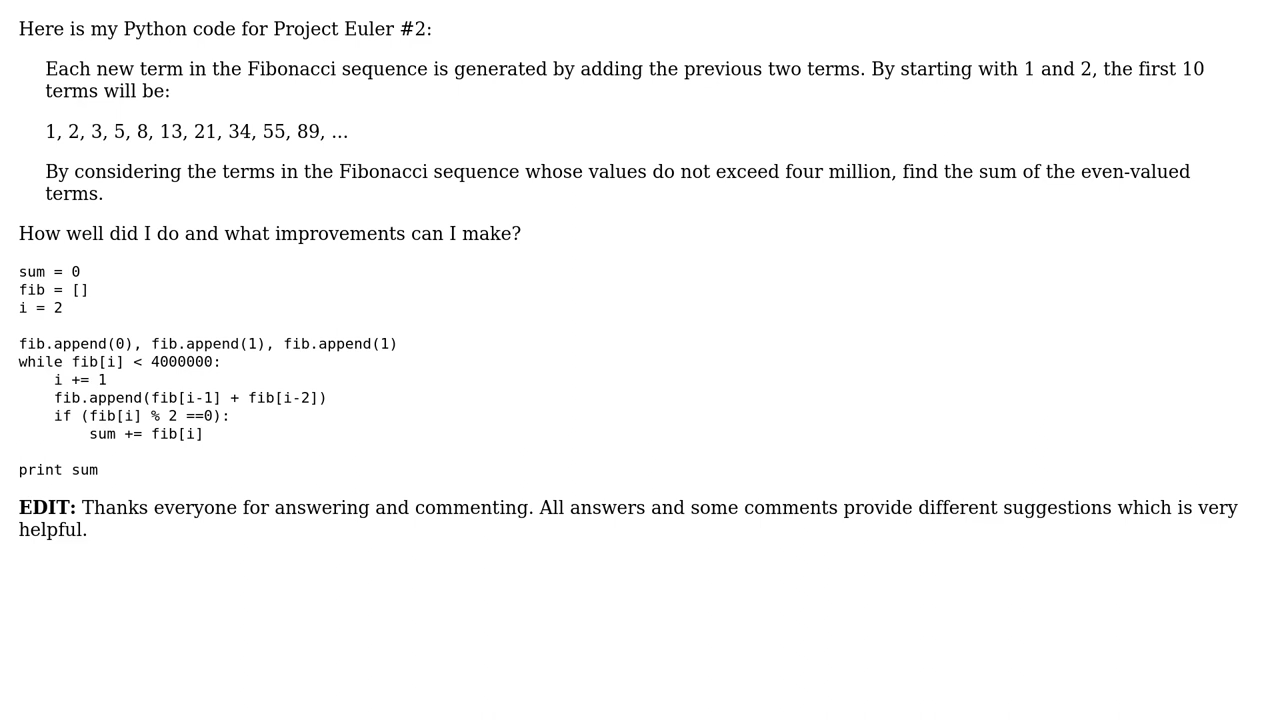 Here is my Python code for Project Euler #2:
Each new term in the Fibonacci sequence is generated by adding the previous two terms. By starting with 1 and 2, the first 10
terms will be:
1, 2, 3, 5, 8, 13, 21, 34, 55, 89, ...
By considering the terms in the Fibonacci sequence whose values do not exceed four million, find the sum of the even-valued
terms.
How well did I do and what improvements can I make?
sum = 0
fib = []
i = 2
fib.append(0), fib.append(1), fib.append(1)
while fib[i] < 4000000:
    i += 1
    fib.append(fib[i-1] + fib[i-2])
    if (fib[i] % 2 ==0):
        sum += fib[i]
print sum
EDIT: Thanks everyone for answering and commenting. All answers and some comments provide different suggestions which is very
helpful.